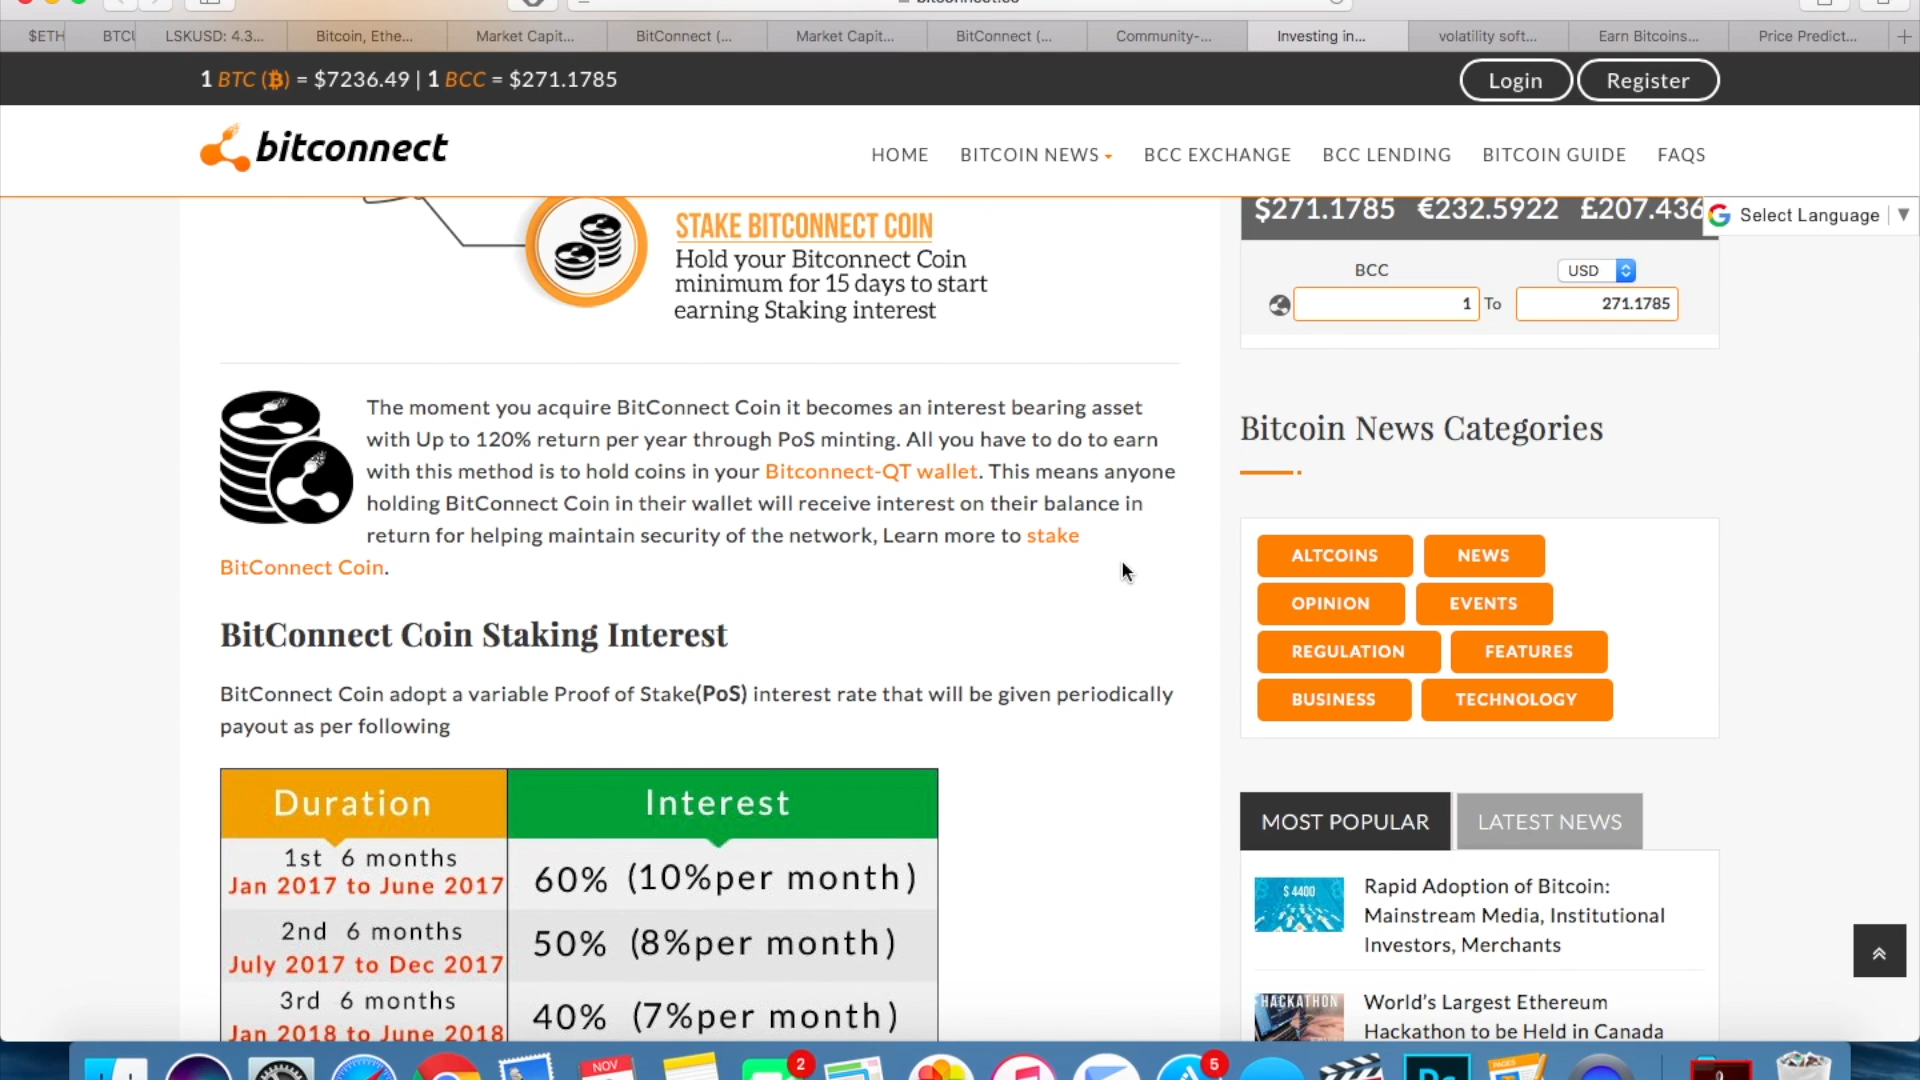 $ETH
BTCU
LSKUSD: 4.3...
Bitcoin, Ethe...
Market Capit...
BitConnect (...
Market Capit...
BitConnect (...
Community-...
Investing in...
volatility soft...
Earn Bitcoins...
Price Predict...
1 BTC (₿) = $7236.49 | 1 BCC = $271.1785
Login
Register
bitconnect
HOME
BITCOIN NEWS
BCC EXCHANGE
BCC LENDING
BITCOIN GUIDE
FAQS
STAKE BITCONNECT COIN
Hold your Bitconnect Coin
minimum for 15 days to start
earning Staking interest
$271.1785 €232.5922 £207.436
Select Language
BCC
USD
1 To 271.1785
The moment you acquire BitConnect Coin it becomes an interest bearing asset
with Up to 120% return per year through PoS minting. All you have to do to earn
with this method is to hold coins in your Bitconnect-QT wallet. This means anyone
holding BitConnect Coin in their wallet will receive interest on their balance in
return for helping maintain security of the network, Learn more to stake
BitConnect Coin.
BitConnect Coin Staking Interest
BitConnect Coin adopt a variable Proof of Stake(PoS) interest rate that will be given periodically
payout as per following
Duration
Interest
1st 6 months
Jan 2017 to June 2017
60% (10%per month)
2nd 6 months
July 2017 to Dec 2017
50% (8%per month)
3rd 6 months
Jan 2018 to June 2018
40% (7%per month)
Bitcoin News Categories
ALTCOINS
NEWS
OPINION
EVENTS
REGULATION
FEATURES
BUSINESS
TECHNOLOGY
MOST POPULAR
LATEST NEWS
$ 4400
Rapid Adoption of Bitcoin:
Mainstream Media, Institutional
Investors, Merchants
HACKATHON
World's Largest Ethereum
Hackathon to be Held in Canada
NOV
2
5
PAGES